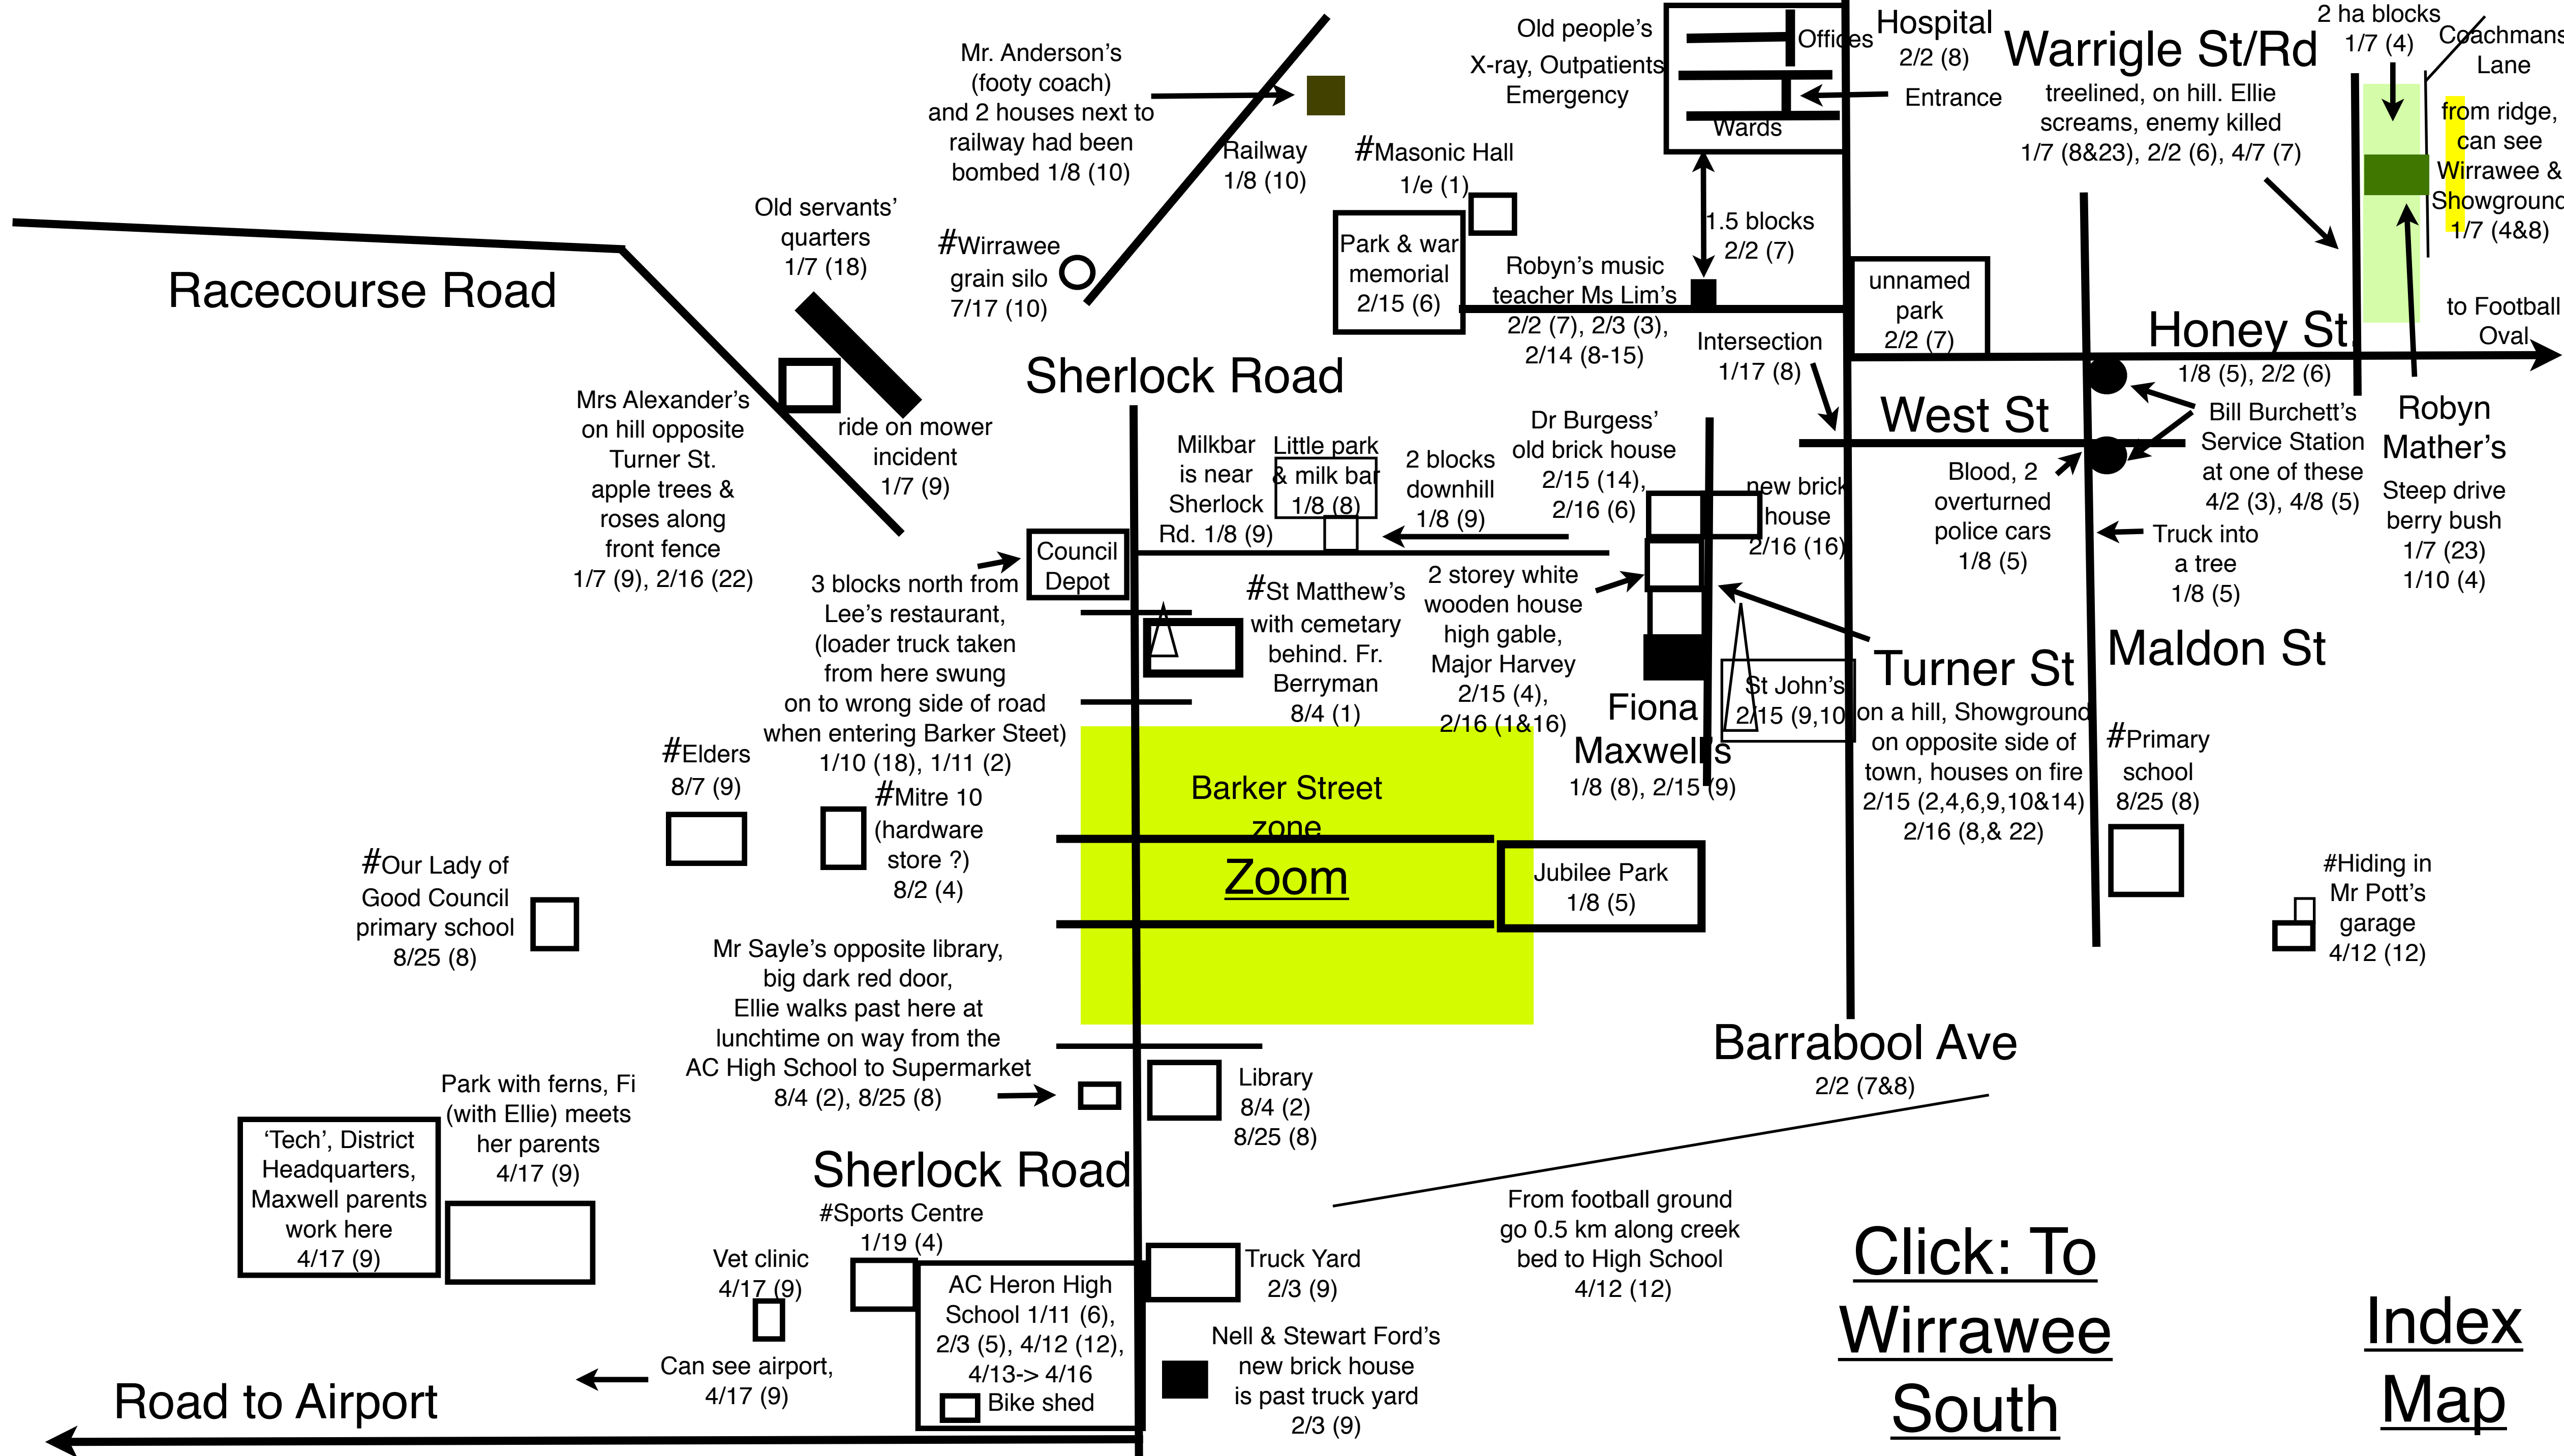 Mr. Anderson's
(footy coach)
and 2 houses next to
railway had been
bombed 1/8 (10)
Railway
1/8 (10)
Old people's
X-ray, Outpatients
Emergency
Offices
Wards
Hospital
2/2 (8)
Entrance
Warrigle St/Rd
treelined, on hill. Ellie
screams, enemy killed
1/7 (8&23), 2/2 (6), 4/7 (7)
2 ha blocks
1/7 (4)
Coachmans
Lane
from ridge,
can see
Wirrawee &
Showground
1/7 (4&8)
to Football
Oval
#Masonic Hall
1/e (1)
Park & war
memorial
2/15 (6)
1.5 blocks
2/2 (7)
Robyn's music
teacher Ms Lim's
2/2 (7), 2/3 (3),
2/14 (8-15)
unnamed
park
2/2 (7)
Honey St.
1/8 (5), 2/2 (6)
Intersection
1/17 (8)
West St
Bill Burchett's
Service Station
at one of these
4/2 (3), 4/8 (5)
Robyn
Mather's
Steep drive
berry bush
1/7 (23)
1/10 (4)
Blood, 2
overturned
police cars
1/8 (5)
Truck into
a tree
1/8 (5)
Maldon St
Racecourse Road
Old servants'
quarters
1/7 (18)
#Wirrawee
grain silo
7/17 (10)
Mrs Alexander's
on hill opposite
Turner St.
apple trees &
roses along
front fence
1/7 (9), 2/16 (22)
ride on mower
incident
1/7 (9)
Sherlock Road
Milkbar
is near
Sherlock
Rd. 1/8 (9)
Little park
& milk bar
1/8 (8)
2 blocks
downhill
1/8 (9)
Dr Burgess'
old brick house
2/15 (14),
2/16 (6)
new brick
house
2/16 (16)
Council
Depot
3 blocks north from
Lee's restaurant,
(loader truck taken
from here swung
on to wrong side of road
when entering Barker Steet)
1/10 (18), 1/11 (2)
#St Matthew's
with cemetary
behind. Fr.
Berryman
8/4 (1)
2 storey white
wooden house
high gable,
Major Harvey
2/15 (4),
2/16 (1&16)
Fiona
Maxwell's
1/8 (8), 2/15 (9)
St John's
2/15 (9,10
Turner St
on a hill, Showground
on opposite side of
town, houses on fire
2/15 (2,4,6,9,10&14)
2/16 (8,& 22)
#Primary
school
8/25 (8)
#Hiding in
Mr Pott's
garage
4/12 (12)
#Elders
8/7 (9)
#Mitre 10
(hardware
store ?)
8/2 (4)
#Our Lady of
Good Council
primary school
8/25 (8)
Barker Street
zone
Zoom
Jubilee Park
1/8 (5)
Mr Sayle's opposite library,
big dark red door,
Ellie walks past here at
lunchtime on way from the
AC High School to Supermarket
8/4 (2), 8/25 (8)
Library
8/4 (2)
8/25 (8)
Barrabool Ave
2/2 (7&8)
Park with ferns, Fi
(with Ellie) meets
her parents
4/17 (9)
'Tech', District
Headquarters,
Maxwell parents
work here
4/17 (9)
Sherlock Road
#Sports Centre
1/19 (4)
Vet clinic
4/17 (9)
Can see airport,
4/17 (9)
AC Heron High
School 1/11 (6),
2/3 (5), 4/12 (12),
4/13-> 4/16
Bike shed
Truck Yard
2/3 (9)
Nell & Stewart Ford's
new brick house
is past truck yard
2/3 (9)
From football ground
go 0.5 km along creek
bed to High School
4/12 (12)
Road to Airport
Click: To
Wirrawee
South
Index
Map